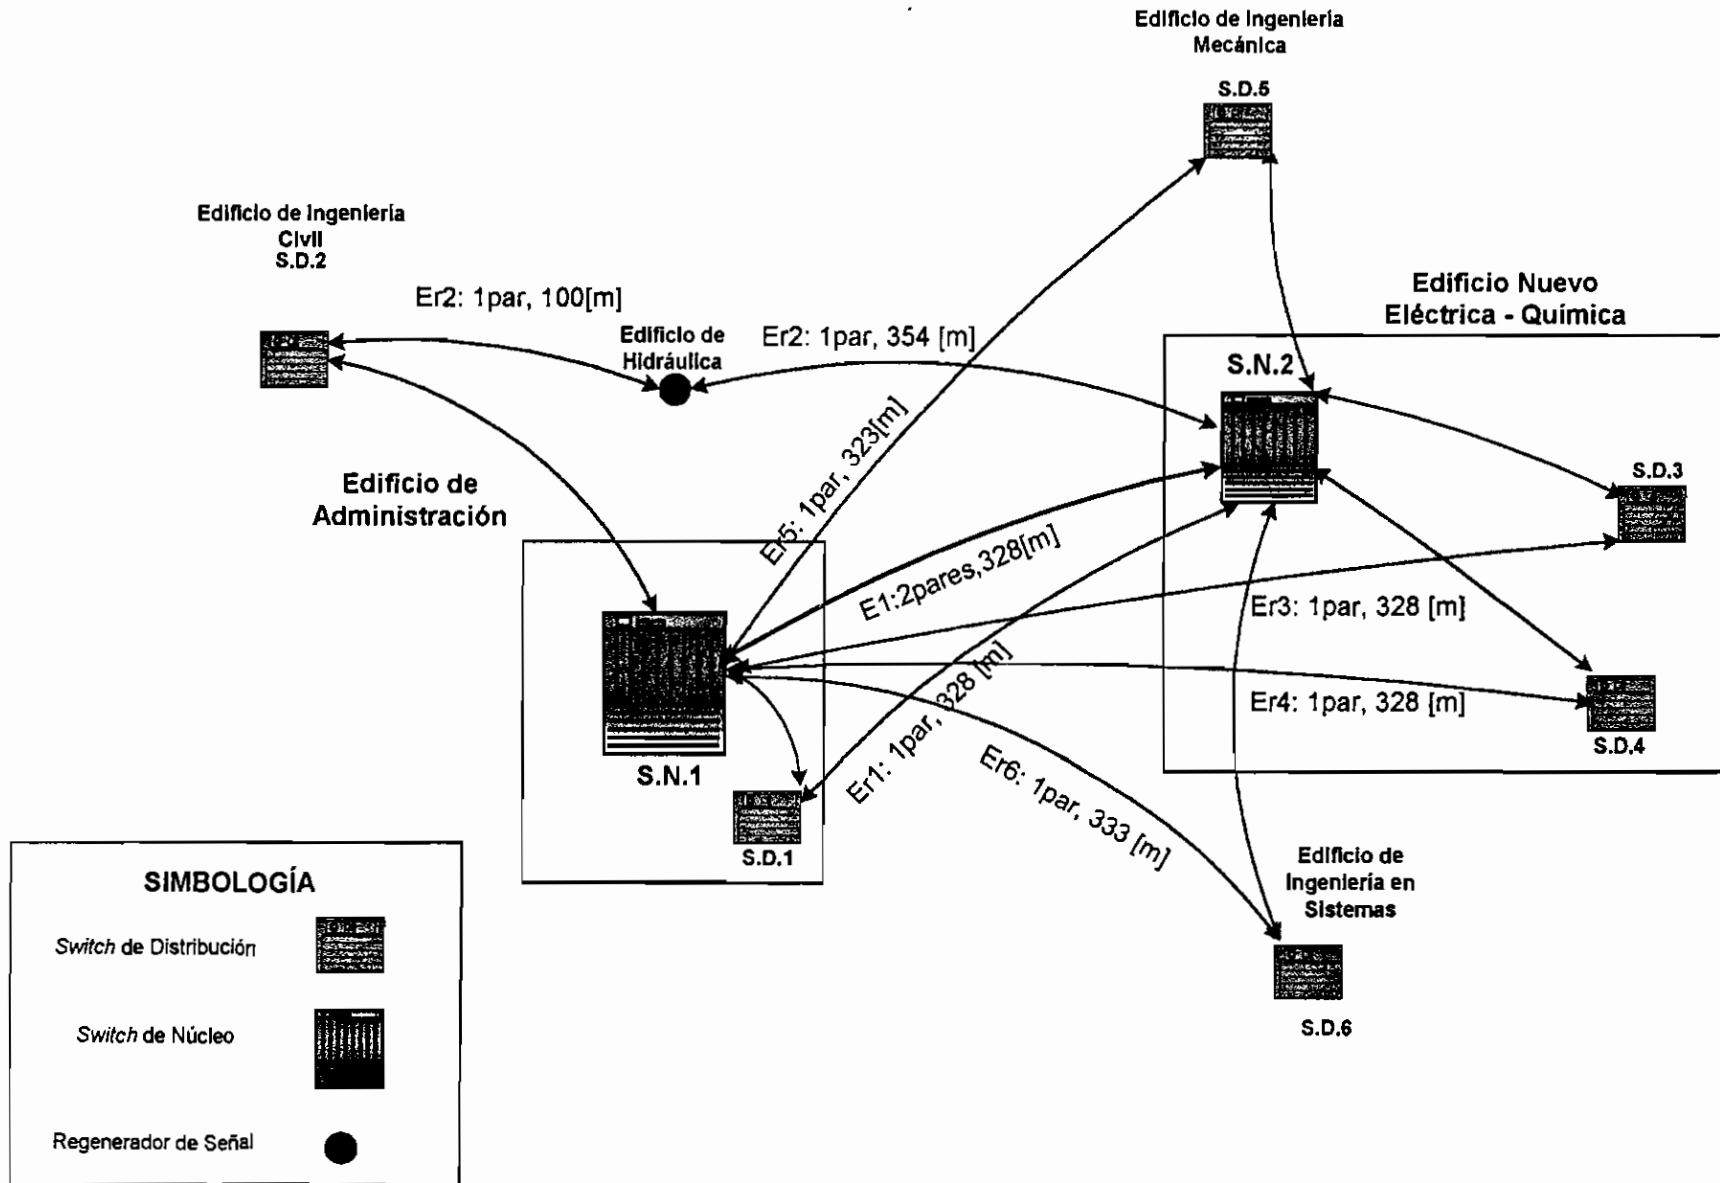 Edificio de Ingeniería
Mecánica
S.D.5
Edificio de Ingeniería
Civil
S.D.2
Er2: 1par, 100[m]
Edificio de
Hidráulica
Er2: 1par, 354 [m]
Edificio Nuevo
Eléctrica - Química
S.N.2
Er5: 1par, 323[m]
S.D.3
Edificio de
Administración
E1:2pares,328[m]
Er3: 1par, 328 [m]
Er1: 1par, 328 [m]
Er4: 1par, 328 [m]
S.D.4
S.N.1
Er6: 1par, 333 [m]
S.D.1
Edificio de
Ingeniería en
Sistemas
S.D.6
SIMBOLOGÍA
Switch de Distribución
Switch de Núcleo
Regenerador de Señal